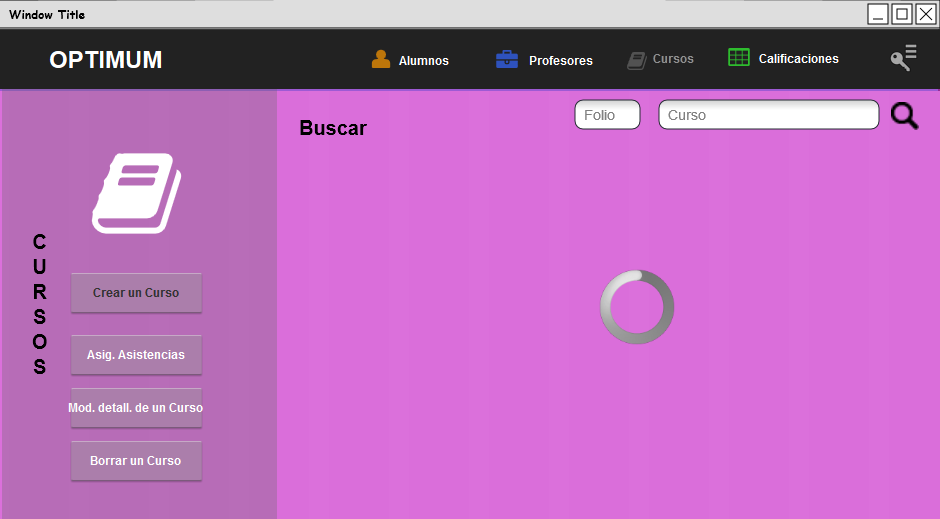 Window Title
OPTIMUM
Alumnos
Profesores
Cursos
Calificaciones
Buscar
Folio
Curso
CURSOS
Crear un Curso
Asig. Asistencias
Mod. detall. de un Curso
Borrar un Curso